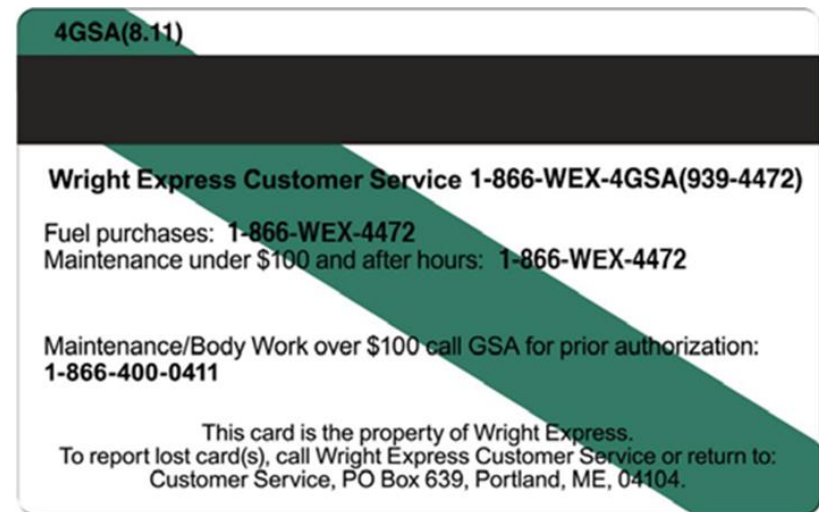 4GSA(8.11)
Wright Express Customer Service 1-866-WEX-4GSA(939-4472)
Fuel purchases: 1-866-WEX-4472
Maintenance under $100 and after hours: 1-866-WEX-4472
Maintenance/Body Work over $100 call GSA for prior authorization:
1-866-400-0411
This card is the property of Wright Express.
To report lost card(s), call Wright Express Customer Service or return to:
Customer Service, PO Box 639, Portland, ME, 04104.